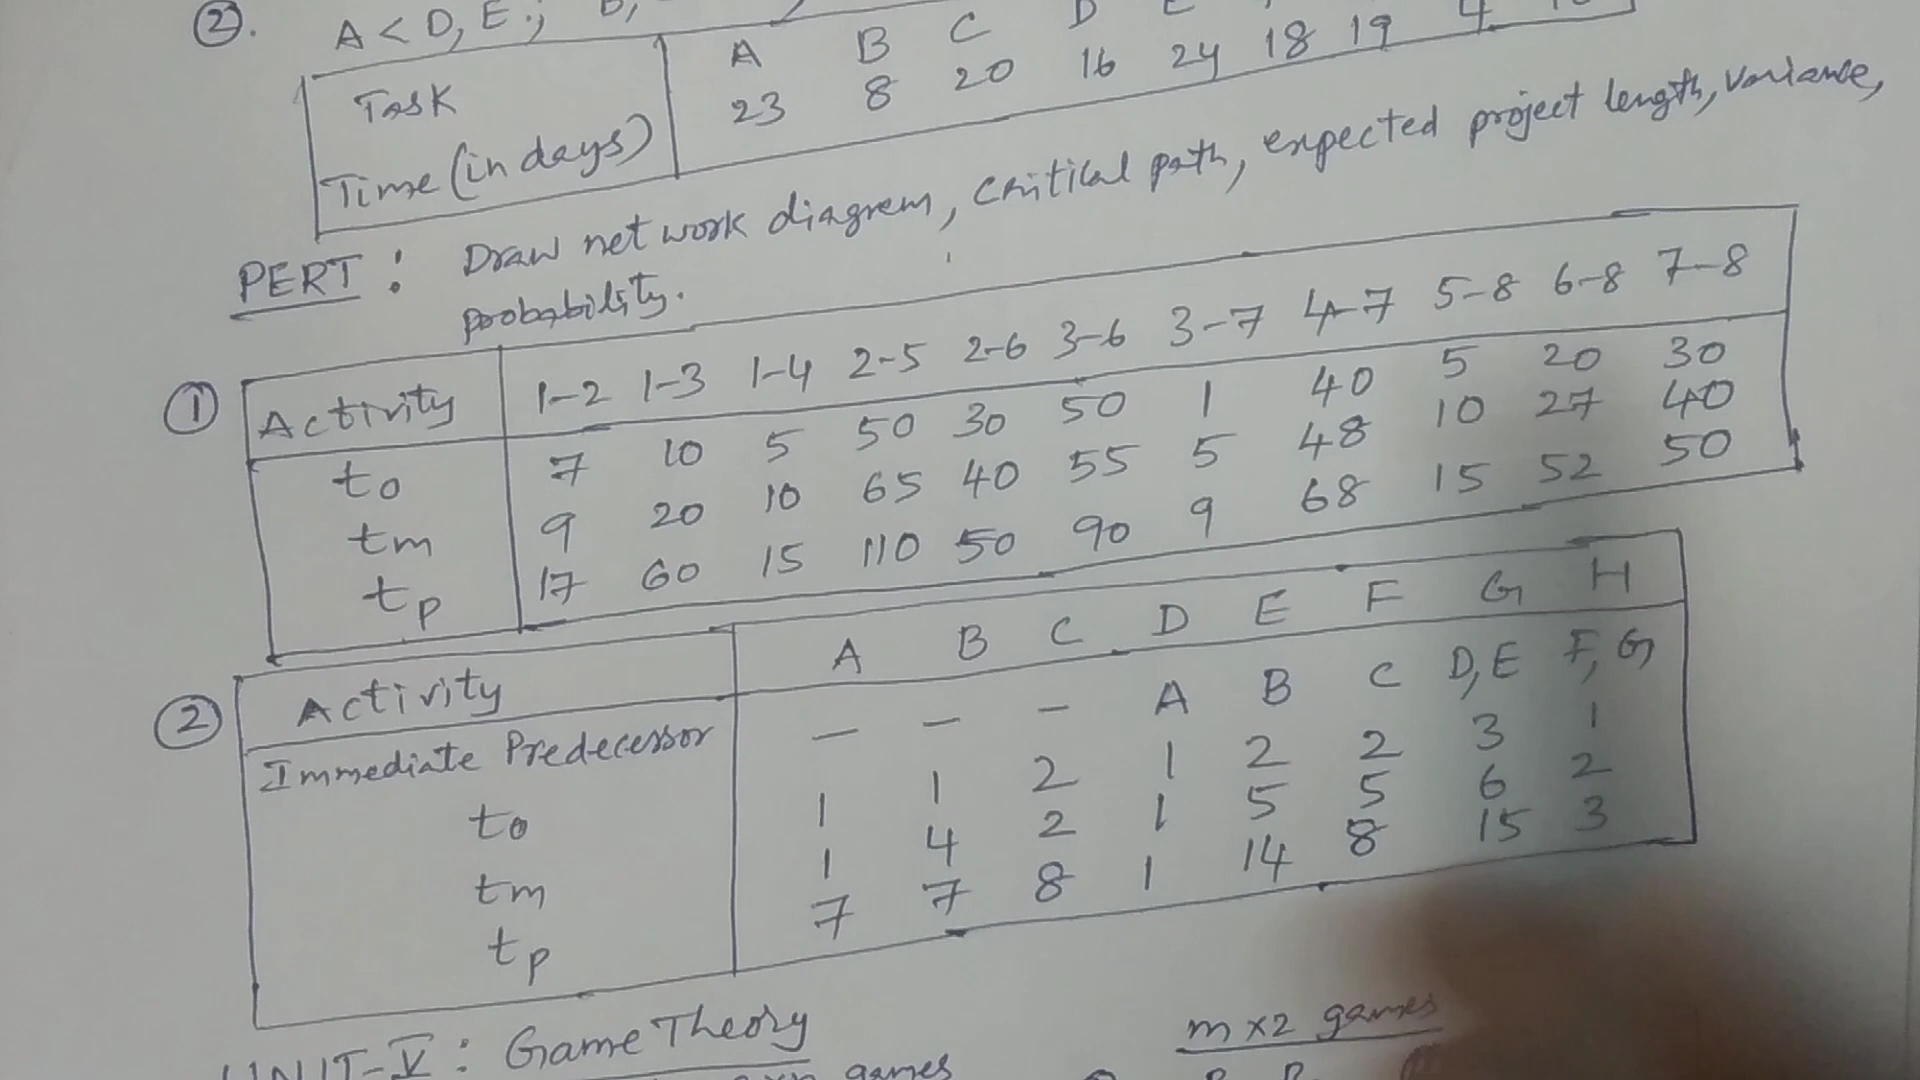 ②. A < D, E ;
Task A B C D
Time (in days) 23 8 20 16 24 18 19 4
PERT : Draw net work diagram, critical path, expected project length, variance,
probability.
① Activity 1-2 1-3 1-4 2-5 2-6 3-6 3-7 4-7 5-8 6-8 7-8
to 7 10 5 50 30 50 1 40 5 20 30
tm 9 20 10 65 40 55 5 48 10 27 40
tp 17 60 15 110 50 90 9 68 15 52 50
② Activity A B C D E F G H
Immediate Predecessor — — — A B C D,E F,G
to 1 1 2 1 2 2 3 1
tm 1 4 2 1 5 5 6 2
tp 7 7 8 1 14 8 15 3
UNIT-V : Game Theory
m x2 games
games